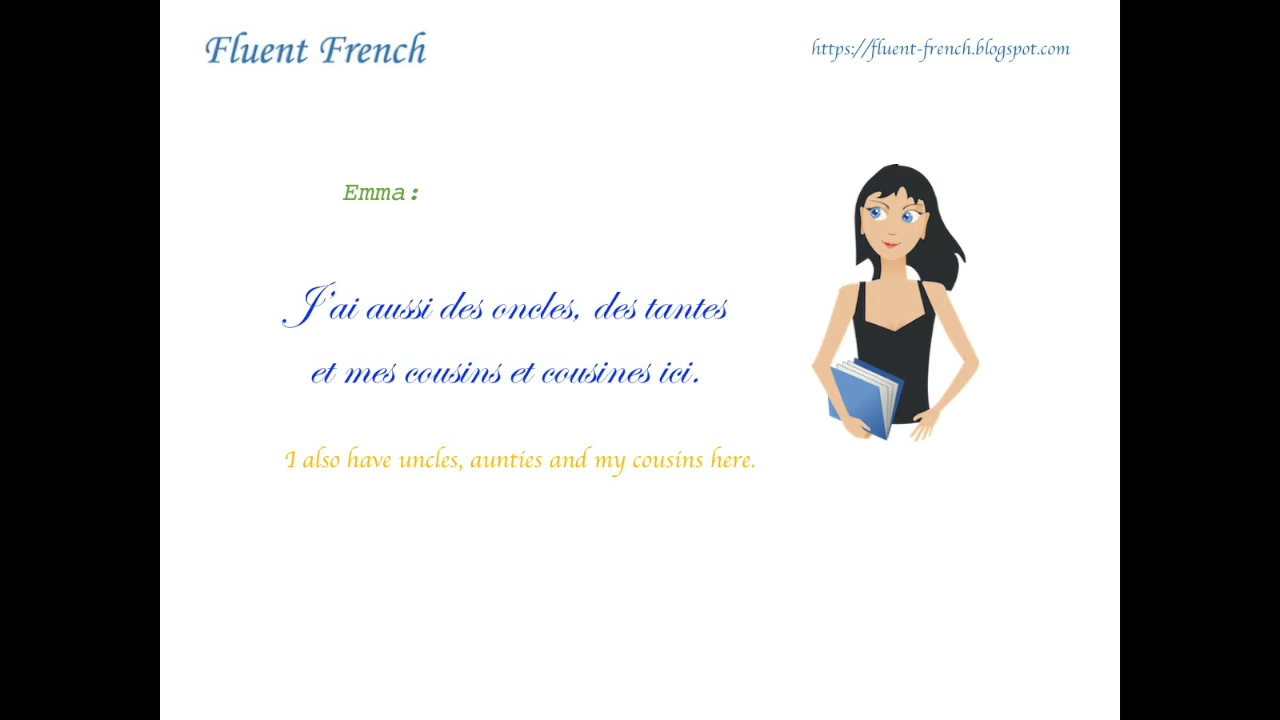 Fluent French
https://fluent-french.blogspot.com
Emma:
J'ai aussi des oncles, des tantes
et mes cousins et cousines ici.
I also have uncles, aunties and my cousins here.